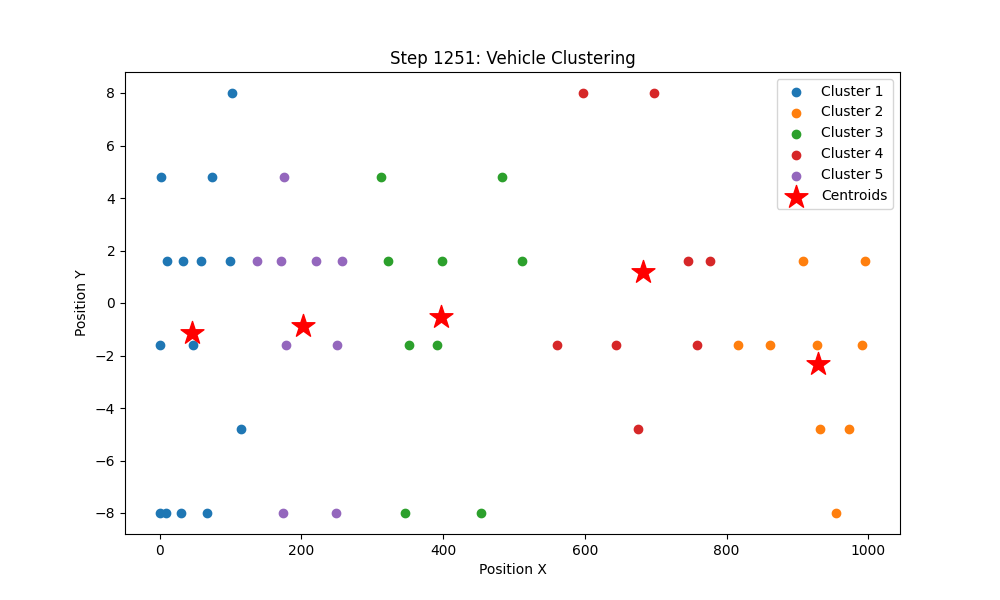 Step 1251: Vehicle Clustering
Position Y
8
6
4
2
0
−2
−4
−6
−8
0
200
400
600
800
1000
Position X
Cluster 1
Cluster 2
Cluster 3
Cluster 4
Cluster 5
Centroids